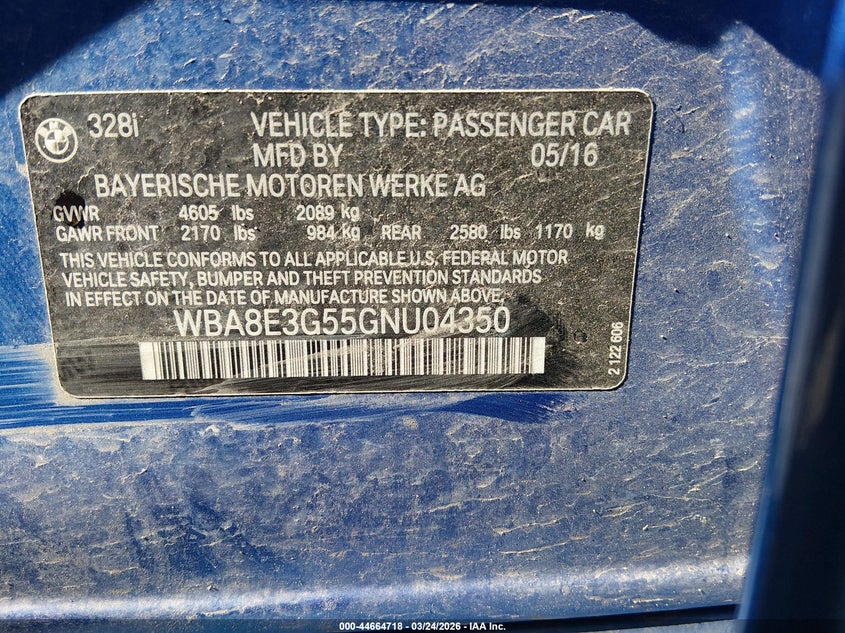 328i VEHICLE TYPE: PASSENGER CAR
MFD BY 05/16
BAYERISCHE MOTOREN WERKE AG
GVWR 4605 lbs 2089 kg
GAWR FRONT 2170 lbs 984 kg REAR 2580 lbs 1170 kg
THIS VEHICLE CONFORMS TO ALL APPLICABLE U.S. FEDERAL MOTOR
VEHICLE SAFETY, BUMPER AND THEFT PREVENTION STANDARDS
IN EFFECT ON THE DATE OF MANUFACTURE SHOWN ABOVE.
WBA8E3G55GNU04350
2 122 606
000-44664718 - 03/24/2026 - IAA Inc.